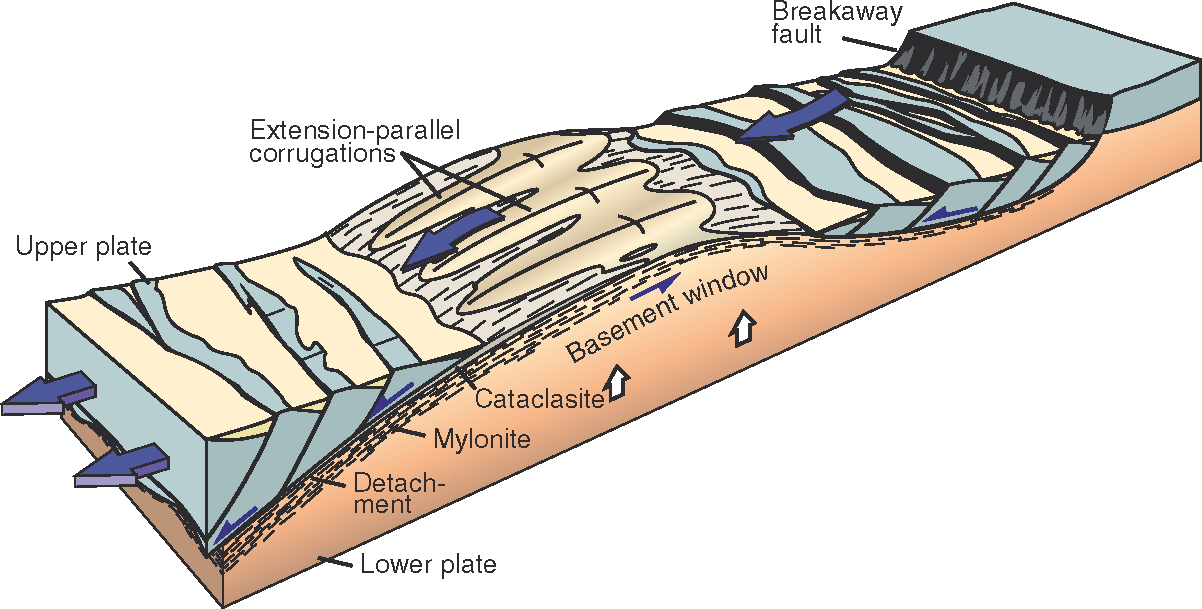 Breakaway
fault
Extension-parallel
corrugations
Upper plate
Basement window
Cataclasite
Mylonite
Detach-
ment
Lower plate